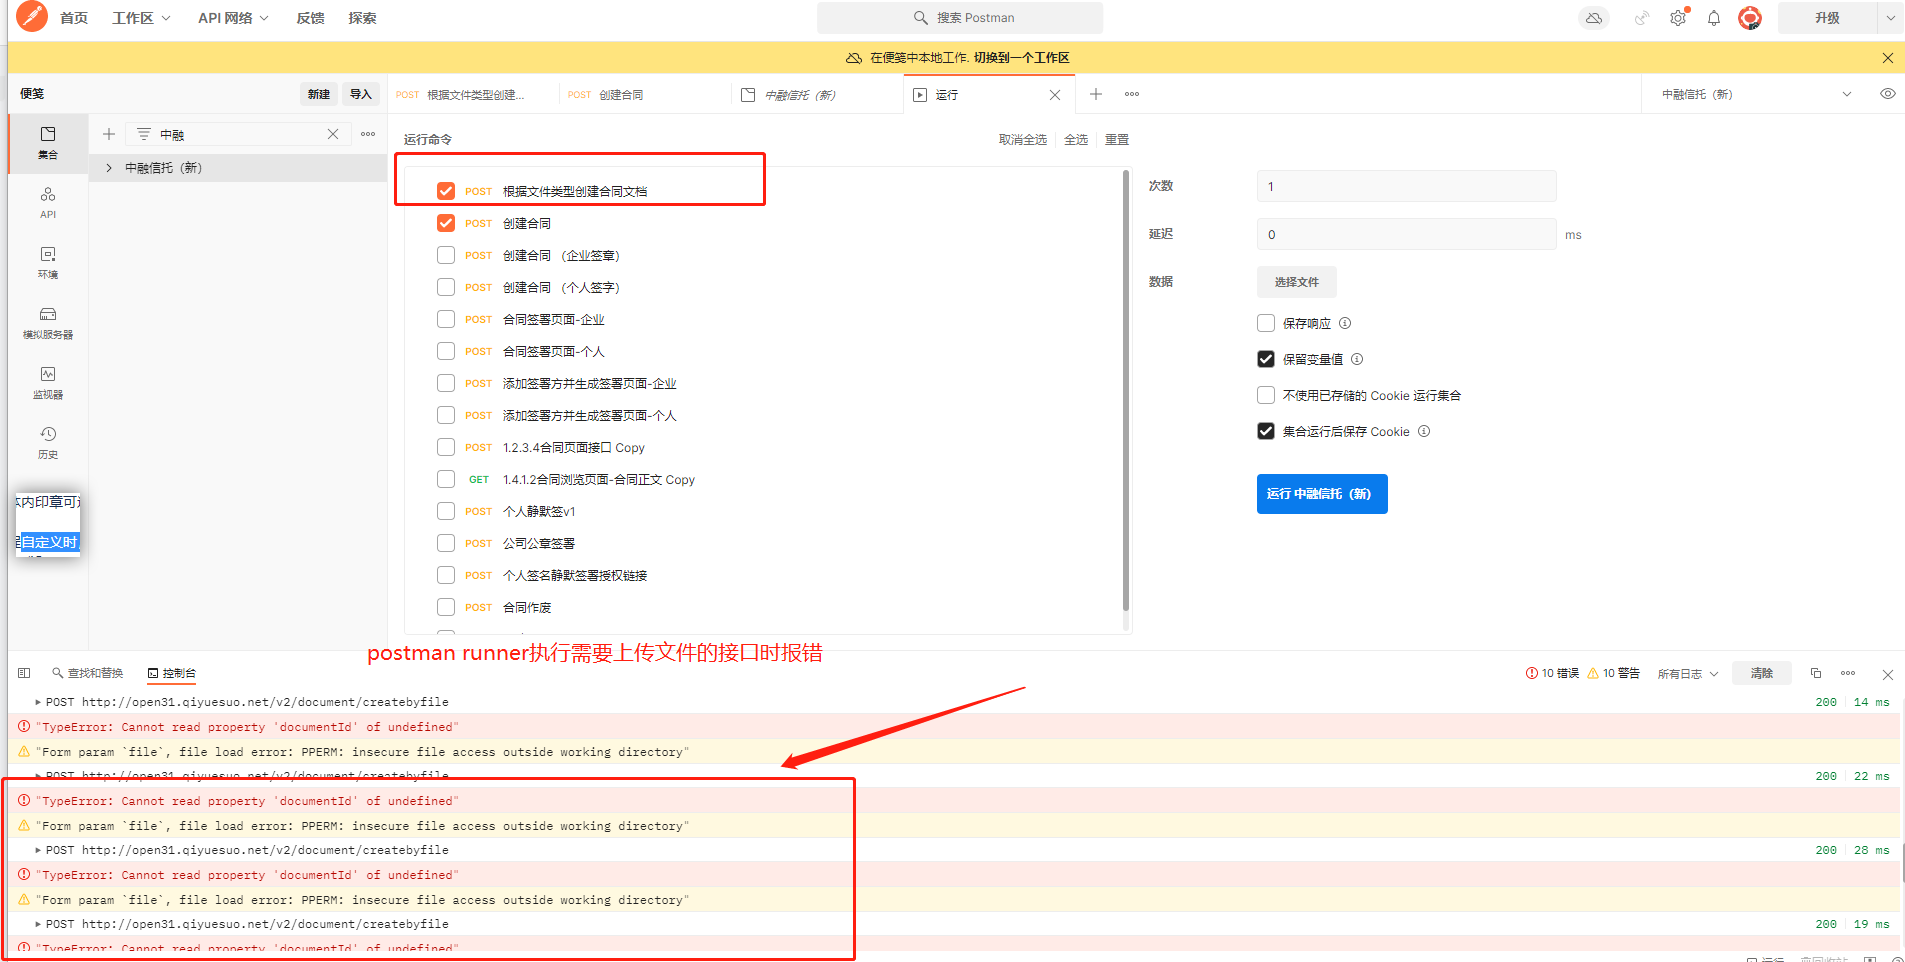 首页 工作区 API 网络 反馈 探索
搜索 Postman
升级
在便笺中本地工作. 切换到一个工作区
便笺 新建 导入
POST 根据文件类型创建... POST 创建合同 中融信托（新） 运行
中融信托（新）
集合
API
环境
模拟服务器
监视器
历史
本内印章可
自定义时
中融
中融信托（新）
运行命令 取消全选 全选 重置
POST 根据文件类型创建合同文档
POST 创建合同
POST 创建合同 （企业签章）
POST 创建合同 （个人签字）
POST 合同签署页面-企业
POST 合同签署页面-个人
POST 添加签署方并生成签署页面-企业
POST 添加签署方并生成签署页面-个人
POST 1.2.3.4合同页面接口 Copy
GET 1.4.1.2合同浏览页面-合同正文 Copy
POST 个人静默签v1
POST 公司公章签署
POST 个人签名静默签署授权链接
POST 合同作废
次数 1
延迟 0 ms
数据 选择文件
保存响应
保留变量值
不使用已存储的 Cookie 运行集合
集合运行后保存 Cookie
运行 中融信托（新）
postman runner执行需要上传文件的接口时报错
查找和替换 控制台 10 错误 10 警告 所有日志 清除
POST http://open31.qiyuesuo.net/v2/document/createbyfile 200 14 ms
"TypeError: Cannot read property 'documentId' of undefined"
"Form param `file`, file load error: PPERM: insecure file access outside working directory"
POST http://open31.qiyuesuo.net/v2/document/createbyfile 200 22 ms
"TypeError: Cannot read property 'documentId' of undefined"
"Form param `file`, file load error: PPERM: insecure file access outside working directory"
POST http://open31.qiyuesuo.net/v2/document/createbyfile 200 28 ms
"TypeError: Cannot read property 'documentId' of undefined"
"Form param `file`, file load error: PPERM: insecure file access outside working directory"
POST http://open31.qiyuesuo.net/v2/document/createbyfile 200 19 ms
"TypeError: Cannot read property 'documentId' of undefined"
运行 回收站